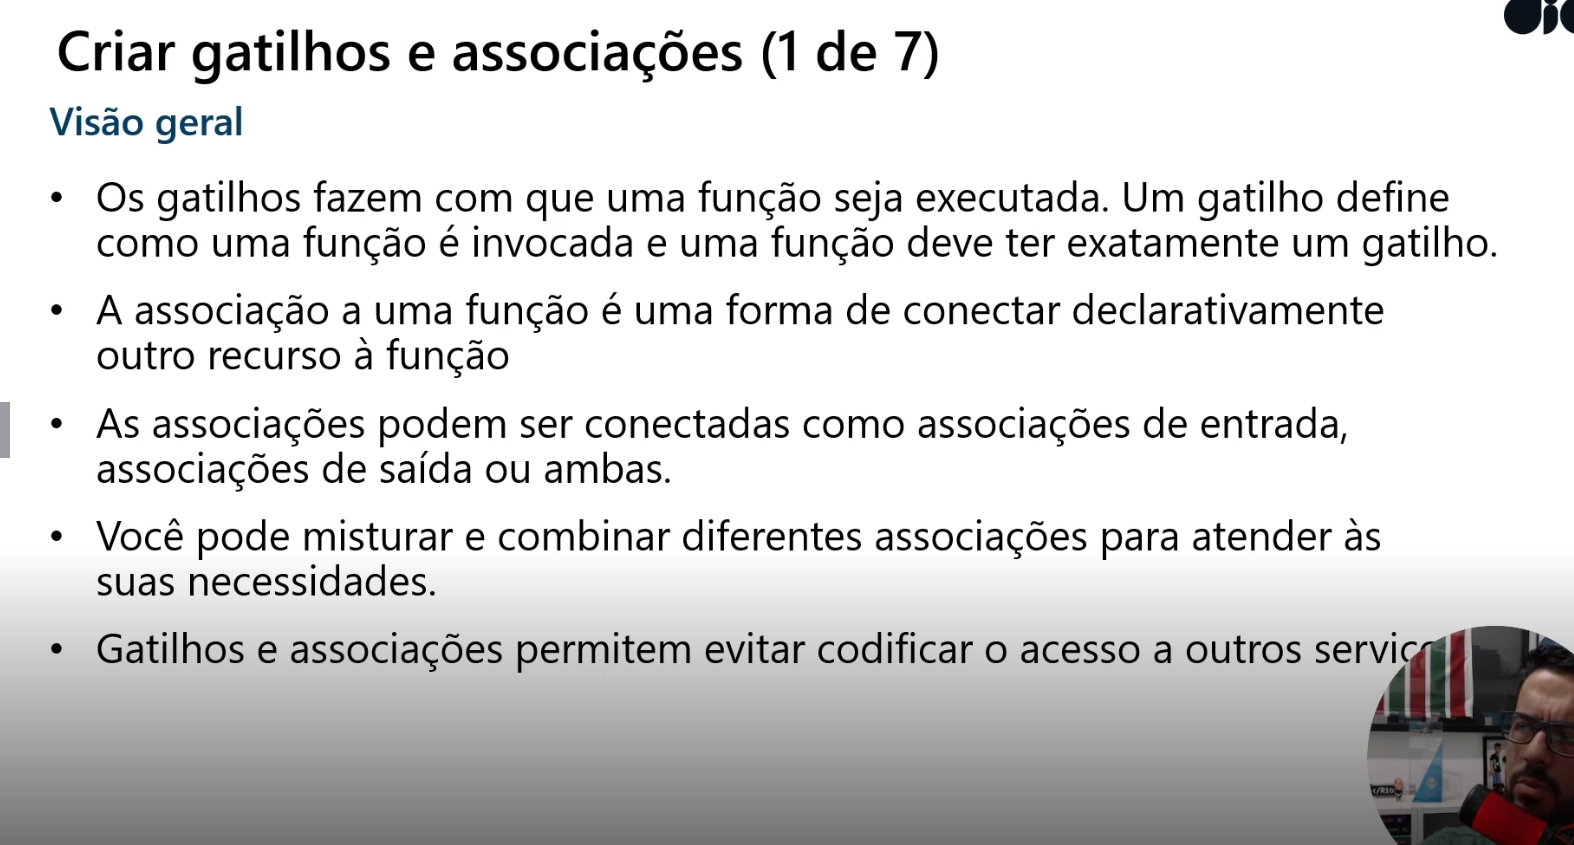 Criar gatilhos e associações (1 de 7)
Visão geral
• Os gatilhos fazem com que uma função seja executada. Um gatilho define
como uma função é invocada e uma função deve ter exatamente um gatilho.
• A associação a uma função é uma forma de conectar declarativamente
outro recurso à função
• As associações podem ser conectadas como associações de entrada,
associações de saída ou ambas.
• Você pode misturar e combinar diferentes associações para atender às
suas necessidades.
• Gatilhos e associações permitem evitar codificar o acesso a outros